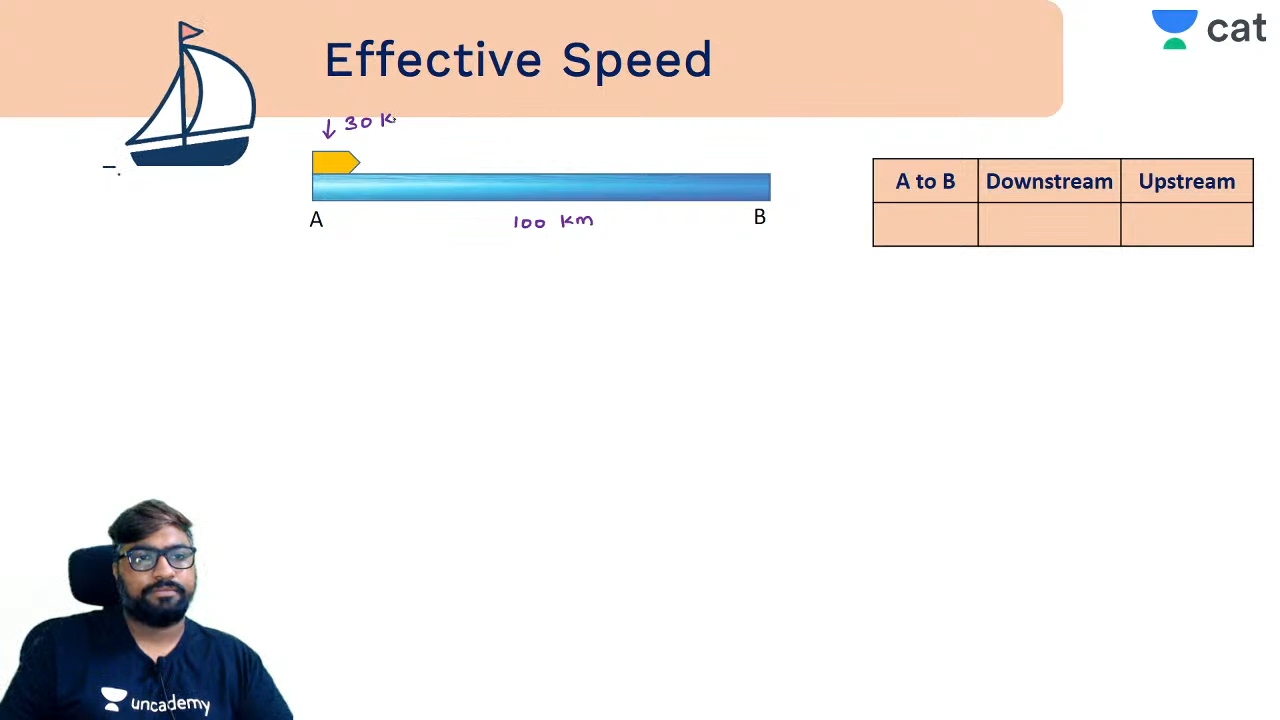 Effective Speed
cat
↓ 30 k
A
100 km
B
A to B Downstream Upstream
unacademy